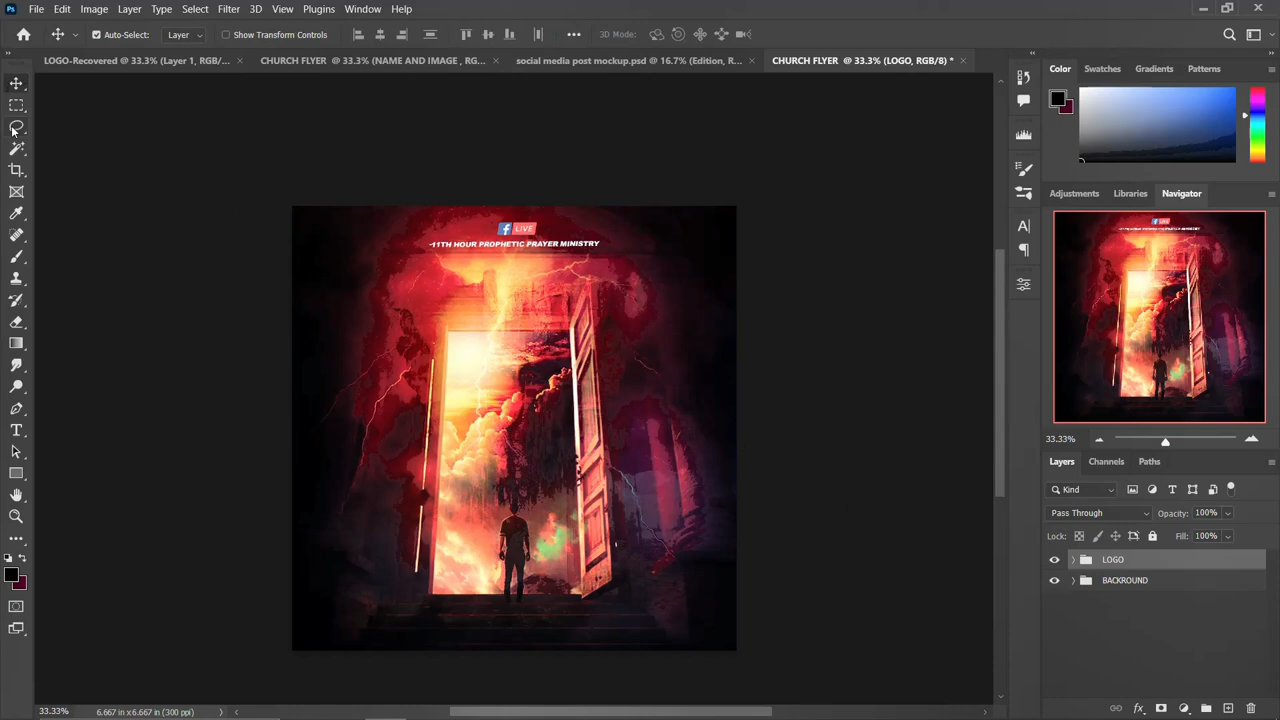 Ps File Edit Image Layer Type Select Filter 3D View Plugins Window Help
Auto-Select: Layer Show Transform Controls 3D Mode:
LOGO-Recovered @ 33.3% (Layer 1, RGB/... × CHURCH FLYER @ 33.3% (NAME AND IMAGE , RG... × social media post mockup.psd @ 16.7% (Edition, R... × CHURCH FLYER @ 33.3% (LOGO, RGB/8) * ×
Color Swatches Gradients Patterns
Adjustments Libraries Navigator
f LIVE
-11TH HOUR PROPHETIC PRAYER MINISTRY
33.33%
Layers Channels Paths
Kind
Pass Through Opacity: 100%
Lock: Fill: 100%
LOGO
BACKROUND
33.33% 6.667 in x 6.667 in (300 ppi)